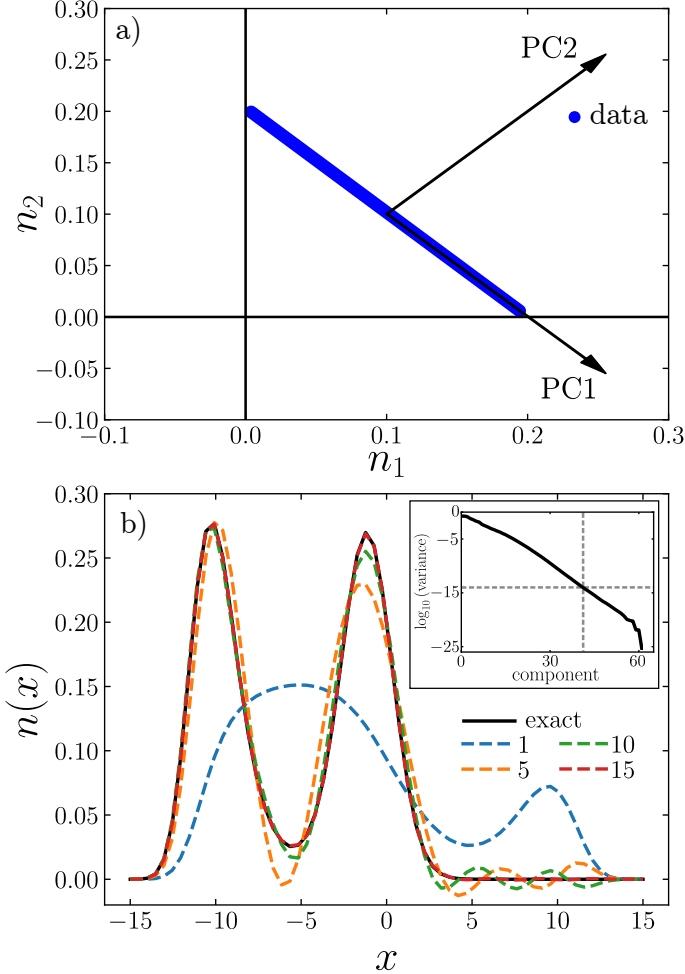 a)
PC2
data
PC1
n₂
0.30
0.25
0.20
0.15
0.10
0.05
0.00
−0.05
−0.10
−0.1 0.0 0.1 0.2 0.3
n₁
b)
n(x)
0.30
0.25
0.20
0.15
0.10
0.05
0.00
log₁₀(variance)
0
−5
−15
−25
0 30 60
component
exact
1 10
5 15
−15 −10 −5 0 5 10 15
x